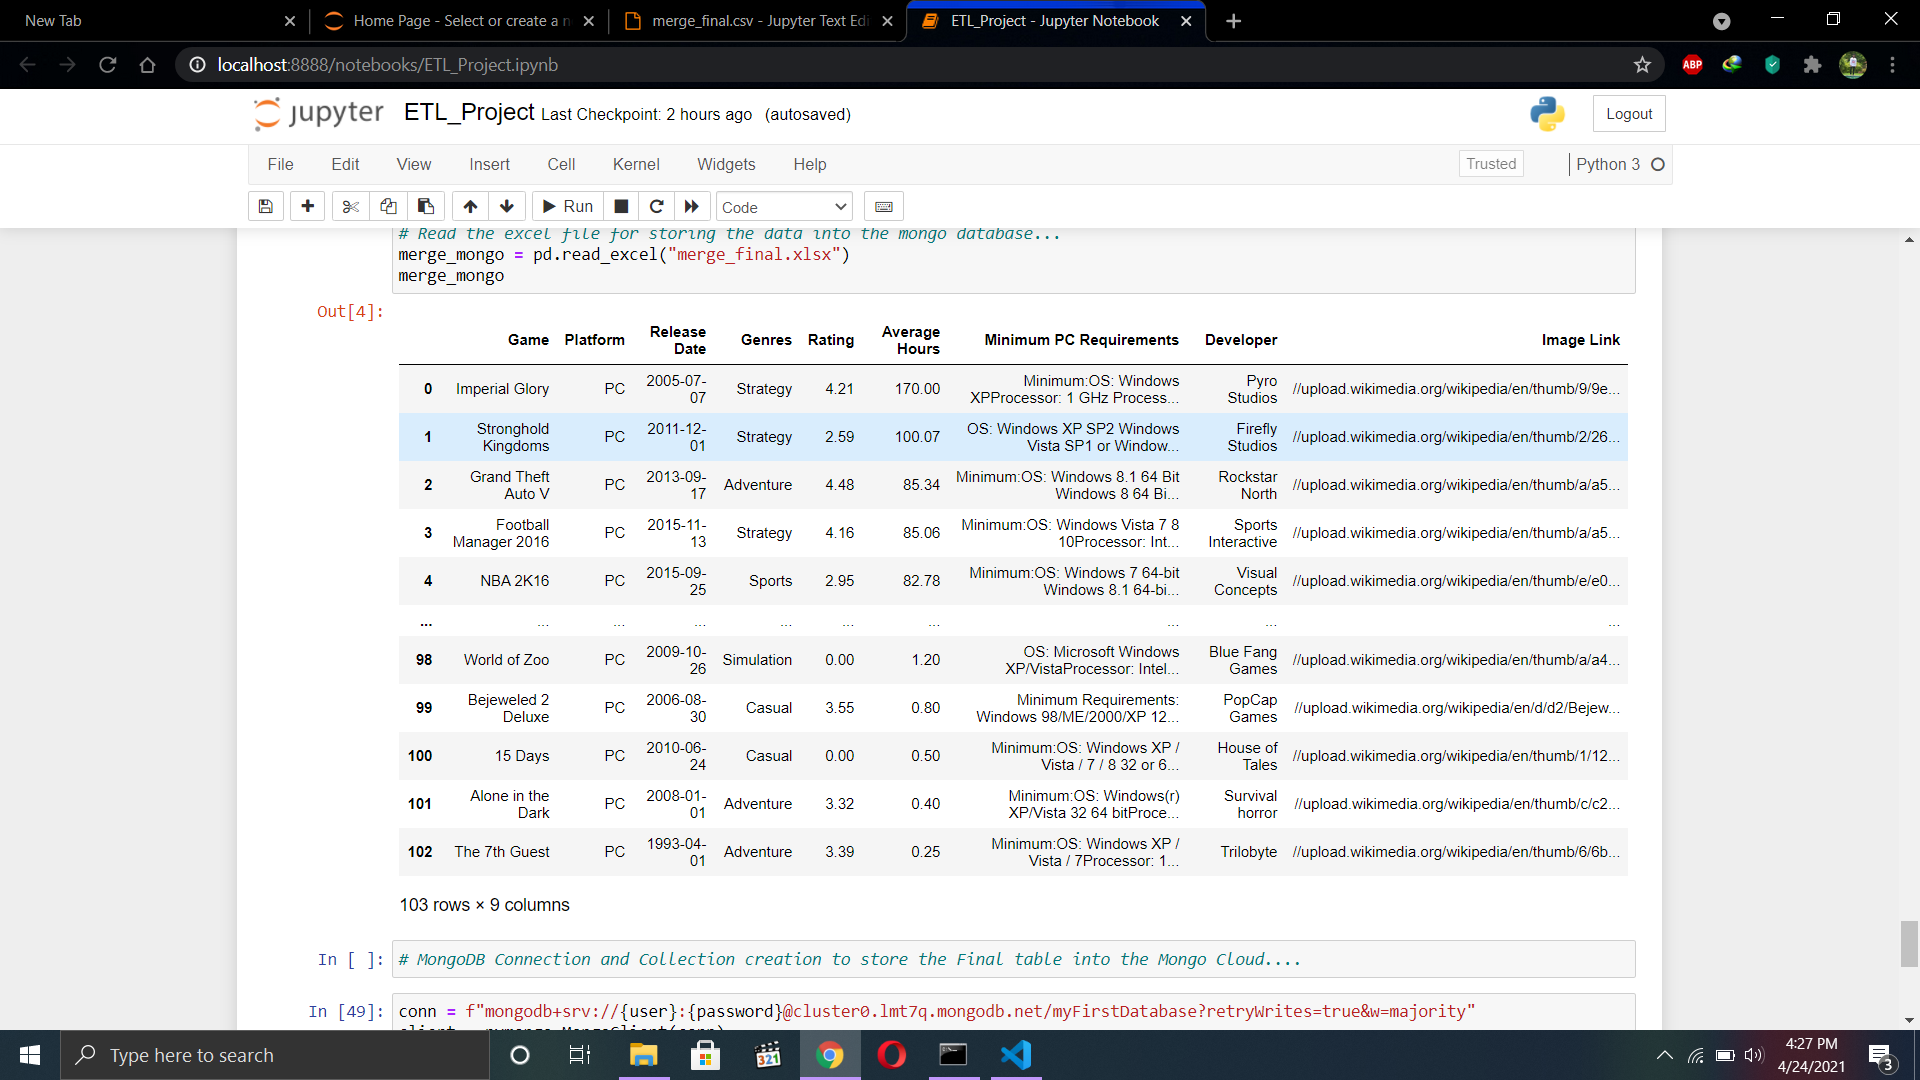 New Tab
Home Page - Select or create a n
merge_final.csv - Jupyter Text Edi
ETL_Project - Jupyter Notebook
localhost:8888/notebooks/ETL_Project.ipynb
ABP
jupyter ETL_Project Last Checkpoint: 2 hours ago (autosaved)
Logout
File Edit View Insert Cell Kernel Widgets Help
Trusted
Python 3
Run
Code
# Read the excel file for storing the data into the mongo database...
merge_mongo = pd.read_excel("merge_final.xlsx")
merge_mongo
Out[4]:
Game Platform Release Date Genres Rating Average Hours Minimum PC Requirements Developer Image Link
0 Imperial Glory PC 2005-07-07 Strategy 4.21 170.00 Minimum:OS: Windows XPProcessor: 1 GHz Process... Pyro Studios //upload.wikimedia.org/wikipedia/en/thumb/9/9e...
1 Stronghold Kingdoms PC 2011-12-01 Strategy 2.59 100.07 OS: Windows XP SP2 Windows Vista SP1 or Window... Firefly Studios //upload.wikimedia.org/wikipedia/en/thumb/2/26...
2 Grand Theft Auto V PC 2013-09-17 Adventure 4.48 85.34 Minimum:OS: Windows 8.1 64 Bit Windows 8 64 Bi... Rockstar North //upload.wikimedia.org/wikipedia/en/thumb/a/a5...
3 Football Manager 2016 PC 2015-11-13 Strategy 4.16 85.06 Minimum:OS: Windows Vista 7 8 10Processor: Int... Sports Interactive //upload.wikimedia.org/wikipedia/en/thumb/a/a5...
4 NBA 2K16 PC 2015-09-25 Sports 2.95 82.78 Minimum:OS: Windows 7 64-bit Windows 8.1 64-bi... Visual Concepts //upload.wikimedia.org/wikipedia/en/thumb/e/e0...
... ... ... ... ... ... ... ... ... ...
98 World of Zoo PC 2009-10-26 Simulation 0.00 1.20 OS: Microsoft Windows XP/VistaProcessor: Intel... Blue Fang Games //upload.wikimedia.org/wikipedia/en/thumb/a/a4...
99 Bejeweled 2 Deluxe PC 2006-08-30 Casual 3.55 0.80 Minimum Requirements: Windows 98/ME/2000/XP 12... PopCap Games //upload.wikimedia.org/wikipedia/en/d/d2/Bejew...
100 15 Days PC 2010-06-24 Casual 0.00 0.50 Minimum:OS: Windows XP / Vista / 7 / 8 32 or 6... House of Tales //upload.wikimedia.org/wikipedia/en/thumb/1/12...
101 Alone in the Dark PC 2008-01-01 Adventure 3.32 0.40 Minimum:OS: Windows(r) XP/Vista 32 64 bitProce... Survival horror //upload.wikimedia.org/wikipedia/en/thumb/c/c2...
102 The 7th Guest PC 1993-04-01 Adventure 3.39 0.25 Minimum:OS: Windows XP / Vista / 7Processor: 1... Trilobyte //upload.wikimedia.org/wikipedia/en/thumb/6/6b...
103 rows × 9 columns
In [ ]: # MongoDB Connection and Collection creation to store the Final table into the Mongo Cloud....
In [49]: conn = f"mongodb+srv://{user}:{password}@cluster0.lmt7q.mongodb.net/myFirstDatabase?retryWrites=true&w=majority"
client = pymongo.MongoClient(conn)
Type here to search
321
4:27 PM
4/24/2021
3